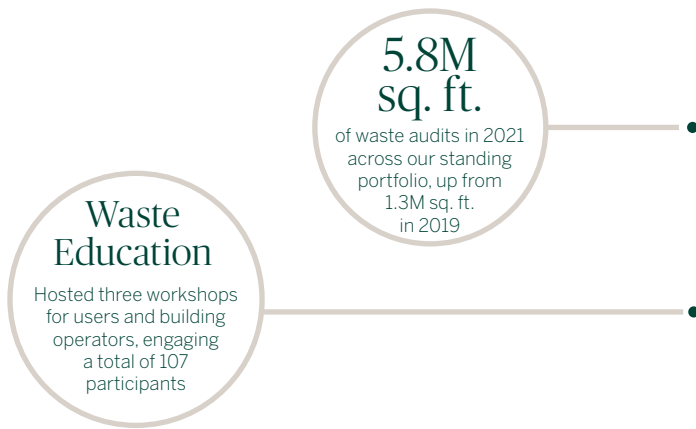 5.8M
sq. ft.
of waste audits in 2021
across our standing
portfolio, up from
1.3M sq. ft.
in 2019
Waste
Education
Hosted three workshops
for users and building
operators, engaging
a total of 107
participants